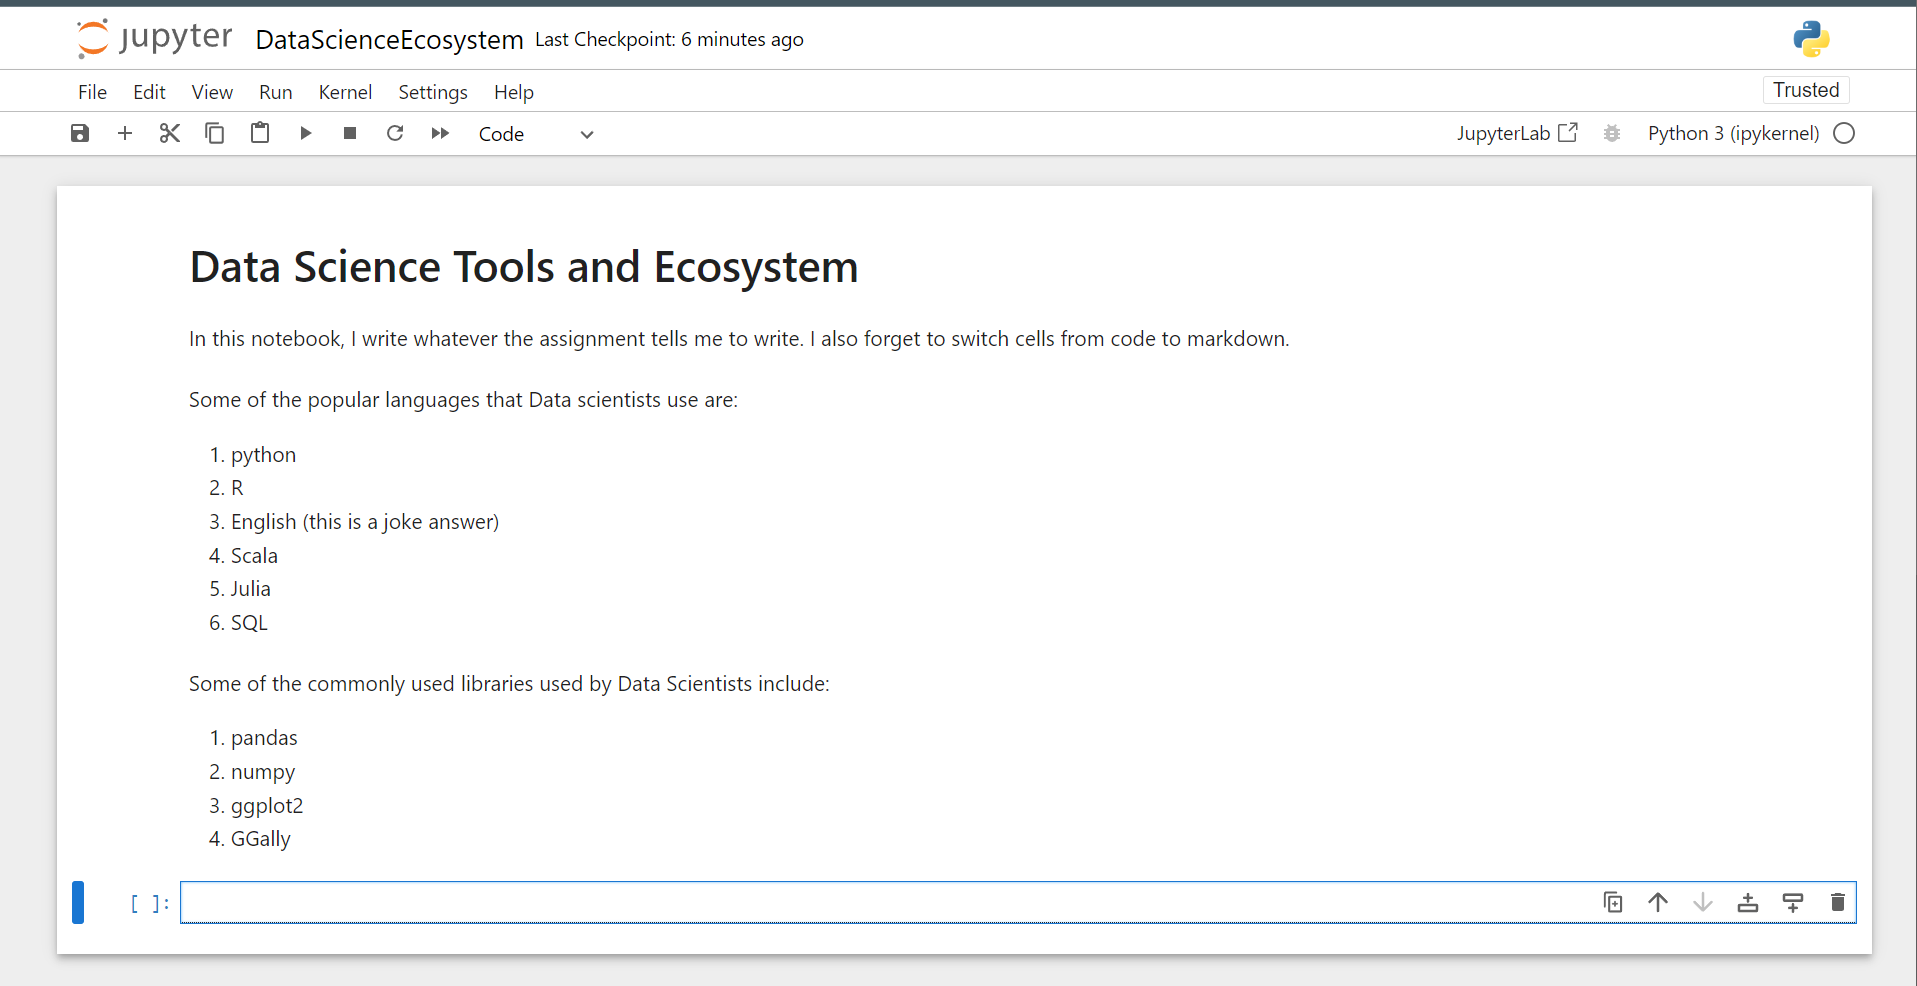 jupyter DataScienceEcosystem Last Checkpoint: 6 minutes ago
File Edit View Run Kernel Settings Help
Trusted
Code
JupyterLab
Python 3 (ipykernel)
Data Science Tools and Ecosystem
In this notebook, I write whatever the assignment tells me to write. I also forget to switch cells from code to markdown.
Some of the popular languages that Data scientists use are:
1. python
2. R
3. English (this is a joke answer)
4. Scala
5. Julia
6. SQL
Some of the commonly used libraries used by Data Scientists include:
1. pandas
2. numpy
3. ggplot2
4. GGally
[ ]: